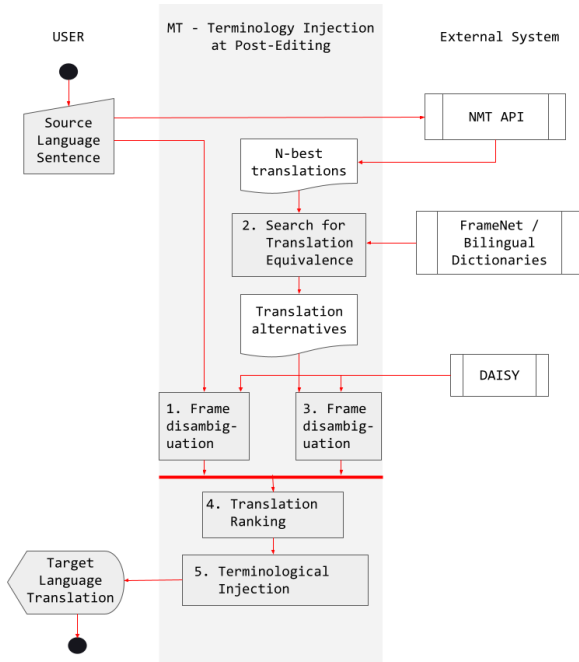 USER
MT - Terminology Injection
at Post-Editing
External System
Source
Language
Sentence
NMT API
N-best
translations
2. Search for
Translation
Equivalence
FrameNet /
Bilingual
Dictionaries
Translation
alternatives
DAISY
1. Frame
disambig-
uation
3. Frame
disambig-
uation
4. Translation
Ranking
5. Terminological
Injection
Target
Language
Translation